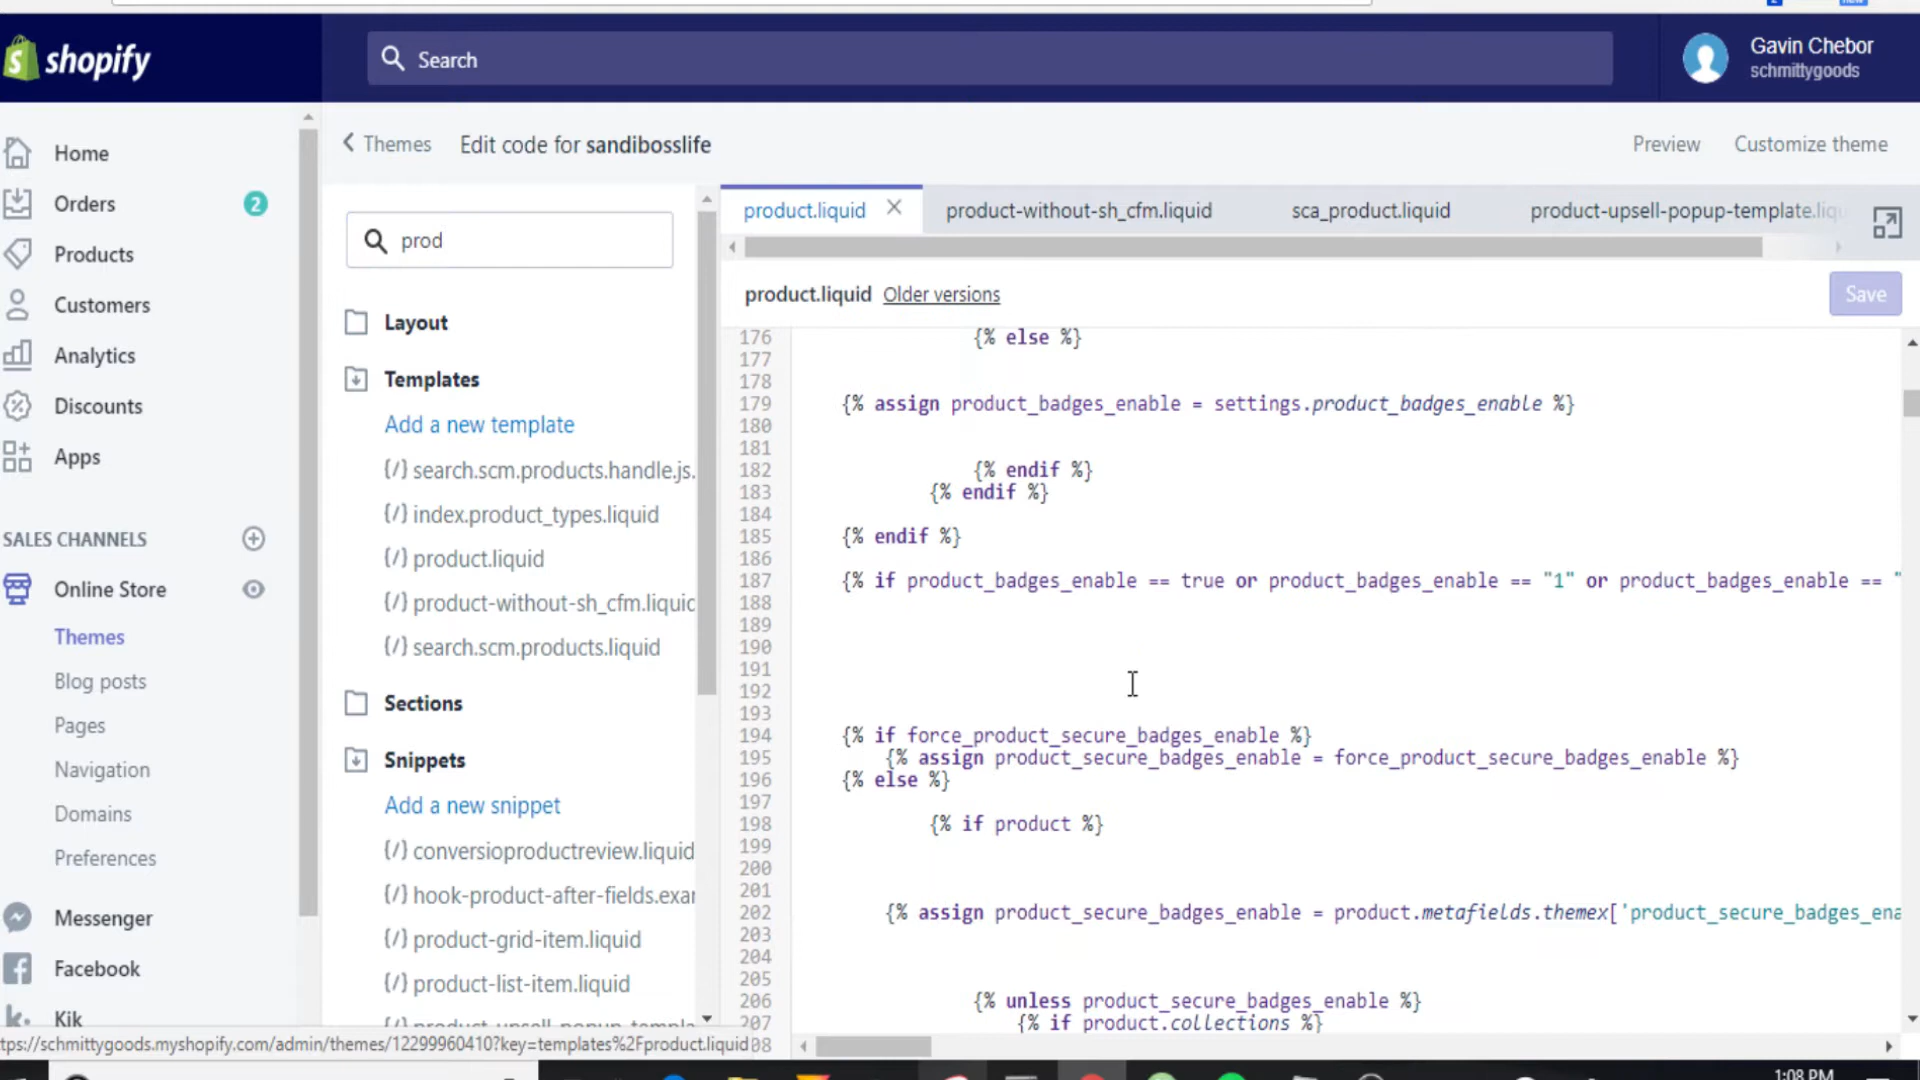 shopify
Search
Gavin Chebor
schmittygoods
Home
Orders
2
Products
Customers
Analytics
Discounts
Apps
SALES CHANNELS
Online Store
Themes
Blog posts
Pages
Navigation
Domains
Preferences
Messenger
Facebook
Kik
Themes
Edit code for sandibosslife
Preview
Customize theme
prod
Layout
Templates
Add a new template
{/} search.scm.products.handle.js.
{/} index.product_types.liquid
{/} product.liquid
{/} product-without-sh_cfm.liquid
{/} search.scm.products.liquid
Sections
Snippets
Add a new snippet
{/} conversioproductreview.liquid
{/} hook-product-after-fields.exa
{/} product-grid-item.liquid
{/} product-list-item.liquid
{/} product-upsell-popup-templa
product.liquid
product-without-sh_cfm.liquid
sca_product.liquid
product-upsell-popup-template.liqu
product.liquid Older versions
Save
176 {% else %}
177
178
179 {% assign product_badges_enable = settings.product_badges_enable %}
180
181
182 {% endif %}
183 {% endif %}
184
185 {% endif %}
186
187 {% if product_badges_enable == true or product_badges_enable == "1" or product_badges_enable == "
188
189
190
191
192
193
194 {% if force_product_secure_badges_enable %}
195 {% assign product_secure_badges_enable = force_product_secure_badges_enable %}
196 {% else %}
197
198 {% if product %}
199
200
201
202 {% assign product_secure_badges_enable = product.metafields.themex['product_secure_badges_ena
203
204
205
206 {% unless product_secure_badges_enable %}
207 {% if product.collections %}
08
ttps://schmittygoods.myshopify.com/admin/themes/12299960410?key=templates%2Fproduct.liquid
1:08 PM